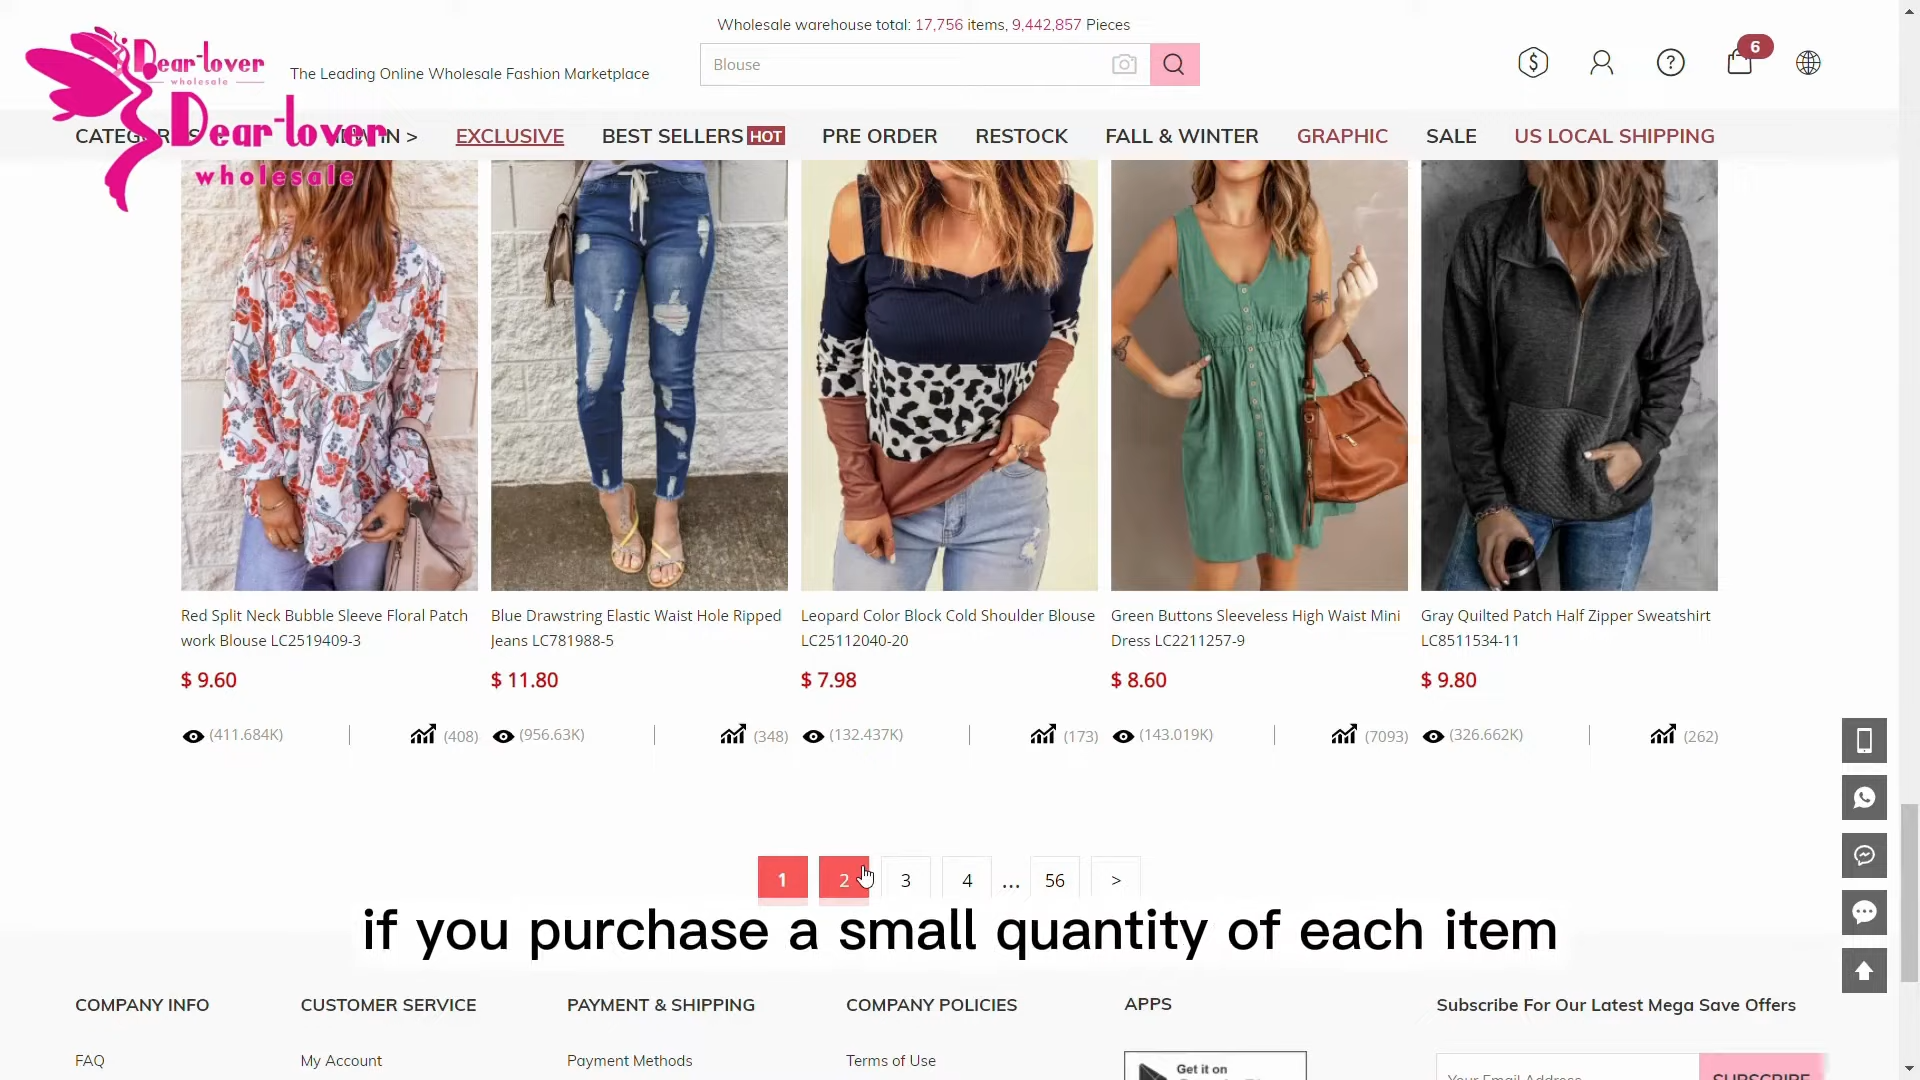 Wholesale warehouse total: 17,756 items, 9,442,857 Pieces
Dear-lover
wholesale
The Leading Online Wholesale Fashion Marketplace
Blouse
6
Dear-lover
wholesale
IN > EXCLUSIVE BEST SELLERS HOT PRE ORDER RESTOCK FALL & WINTER GRAPHIC SALE US LOCAL SHIPPING
Red Split Neck Bubble Sleeve Floral Patch
work Blouse LC2519409-3
$ 9.60
(411.684K) (408)
Blue Drawstring Elastic Waist Hole Ripped
Jeans LC781988-5
$ 11.80
(956.63K) (348)
Leopard Color Block Cold Shoulder Blouse
LC25112040-20
$ 7.98
(132.437K) (173)
Green Buttons Sleeveless High Waist Mini
Dress LC2211257-9
$ 8.60
(143.019K) (7093)
Gray Quilted Patch Half Zipper Sweatshirt
LC8511534-11
$ 9.80
(326.662K) (262)
1 2 3 4 ... 56 >
if you purchase a small quantity of each item
COMPANY INFO
FAQ
CUSTOMER SERVICE
My Account
PAYMENT & SHIPPING
Payment Methods
COMPANY POLICIES
Terms of Use
APPS
Get it on
Subscribe For Our Latest Mega Save Offers
Your Email Address
SUBSCRIBE